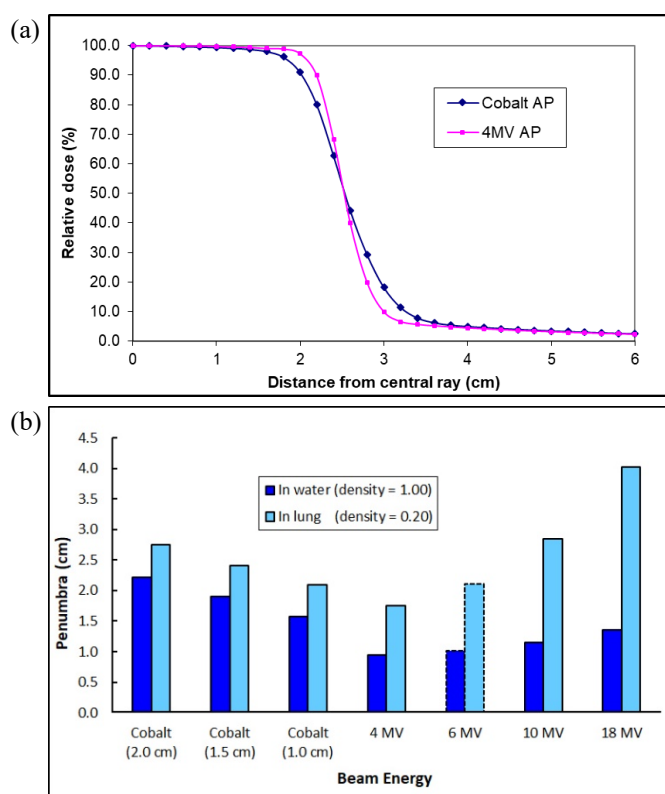 (a)
100.0
90.0
80.0
70.0
60.0
50.0
40.0
30.0
20.0
10.0
0.0
Relative dose (%)
Cobalt AP
4MV AP
0 1 2 3 4 5 6
Distance from central ray (cm)
(b)
4.5
4.0
3.5
3.0
2.5
2.0
1.5
1.0
0.5
0.0
Penumbra (cm)
In water (density = 1.00)
In lung (density = 0.20)
Cobalt Cobalt Cobalt 4 MV 6 MV 10 MV 18 MV
(2.0 cm) (1.5 cm) (1.0 cm)
Beam Energy